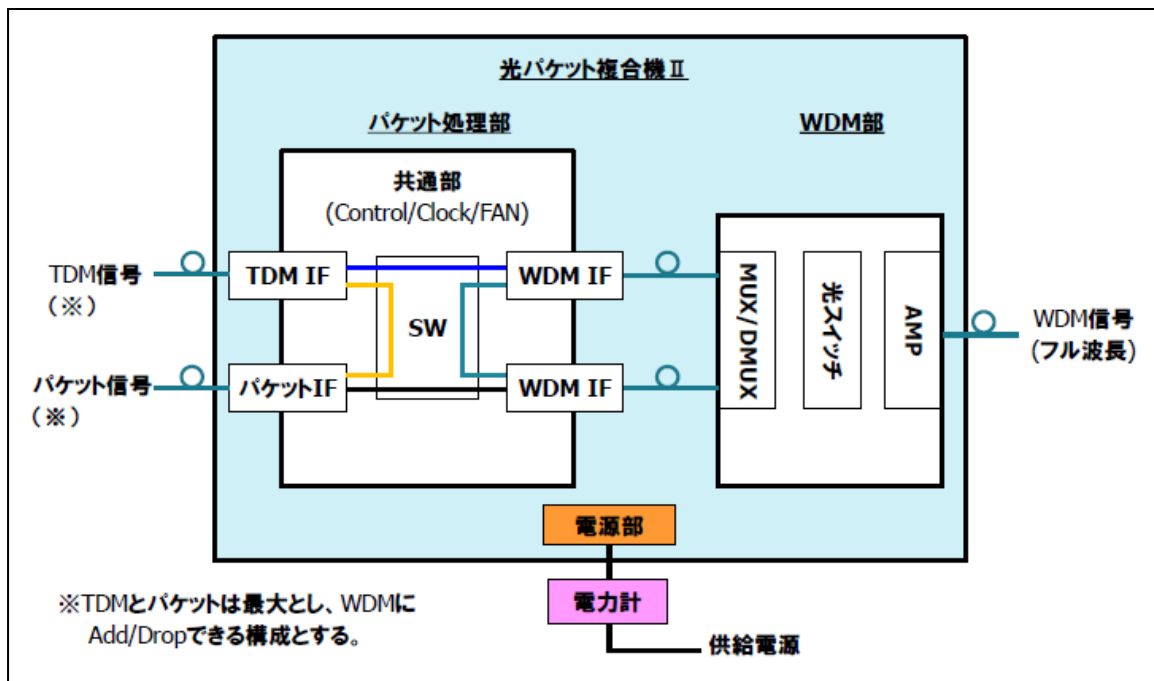 光パケット複合機Ⅱ
パケット処理部
WDM部
共通部
(Control/Clock/FAN)
TDM信号
(※)
TDM IF
WDM IF
SW
パケット信号
(※)
パケットIF
WDM IF
MUX/DMUX
光スイッチ
AMP
WDM信号
(フル波長)
電源部
電力計
供給電源
※TDMとパケットは最大とし、WDMに
Add/Dropできる構成とする。